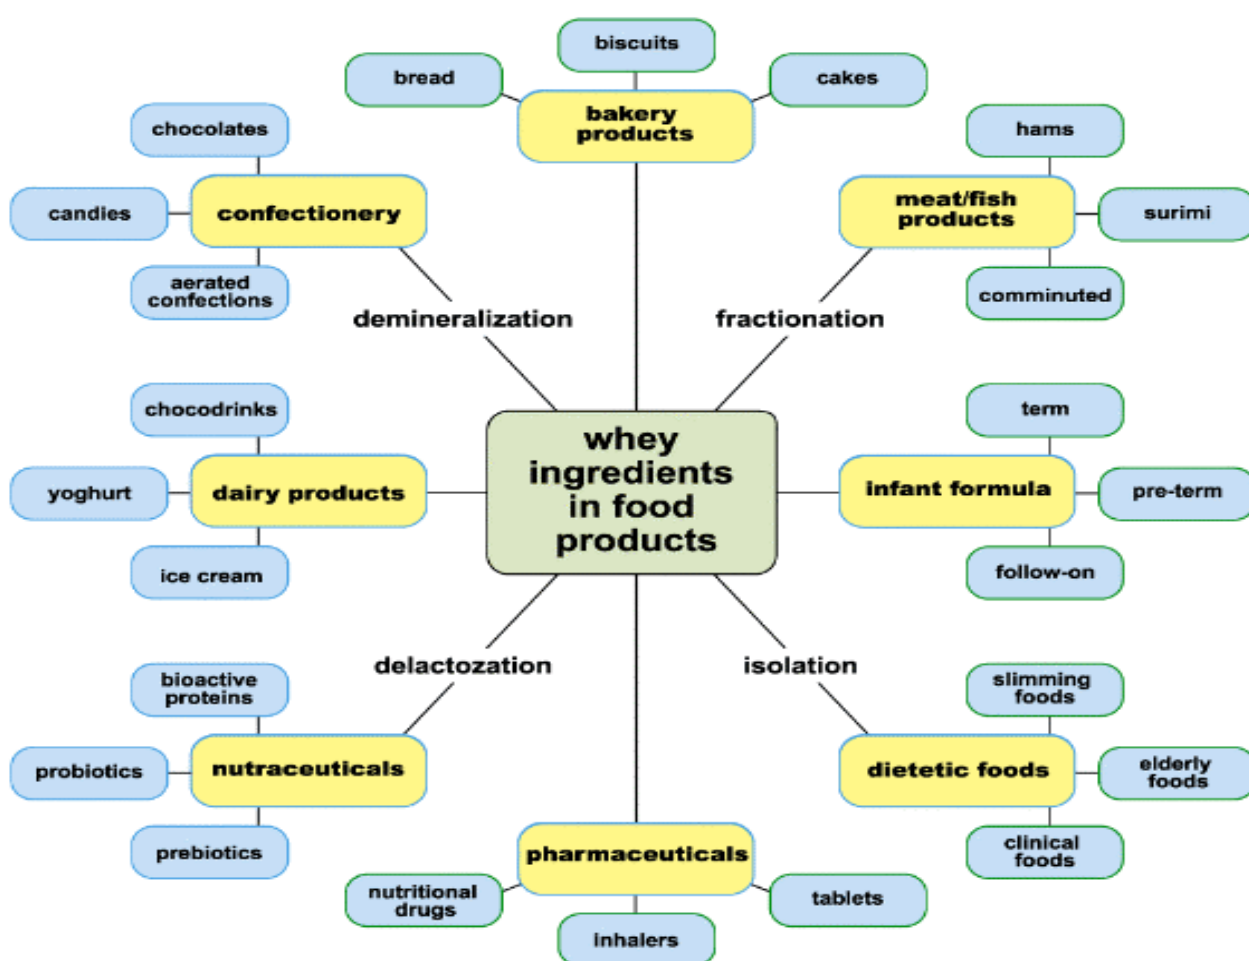 biscuits
bread
cakes
bakery
products
chocolates
hams
candies
confectionery
meat/fish
products
surimi
aerated
confections
comminuted
demineralization
fractionation
chocodrinks
term
whey
ingredients
in food
products
yoghurt
dairy products
infant formula
pre-term
ice cream
follow-on
delactozation
isolation
bioactive
proteins
slimming
foods
probiotics
nutraceuticals
dietetic foods
elderly
foods
prebiotics
clinical
foods
pharmaceuticals
nutritional
drugs
inhalers
tablets